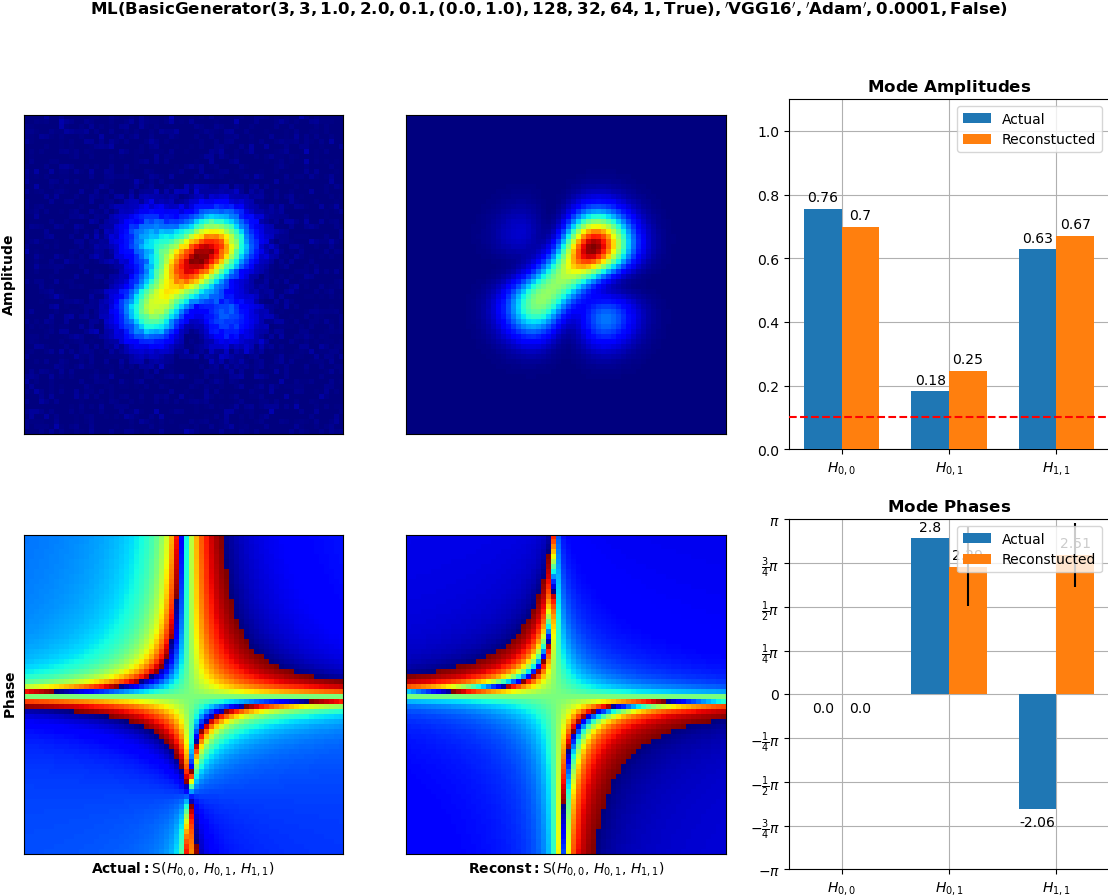 ML(BasicGenerator(3, 3, 1.0, 2.0, 0.1, (0.0, 1.0), 128, 32, 64, 1, True), ′VGG16′, ′Adam′, 0.0001, False)
Amplitude
Mode Amplitudes
Actual
Reconstucted
1.0
0.8
0.6
0.4
0.2
0.0
0.76
0.7
0.18
0.25
0.63
0.67
H0,0
H0,1
H1,1
Phase
Actual: S(H0,0, H0,1, H1,1)
Reconst: S(H0,0, H0,1, H1,1)
Mode Phases
Actual
Reconstucted
π
3/4π
1/2π
1/4π
0
−1/4π
−1/2π
−3/4π
−π
0.0
0.0
2.8
-2.06
2.51
H0,0
H0,1
H1,1